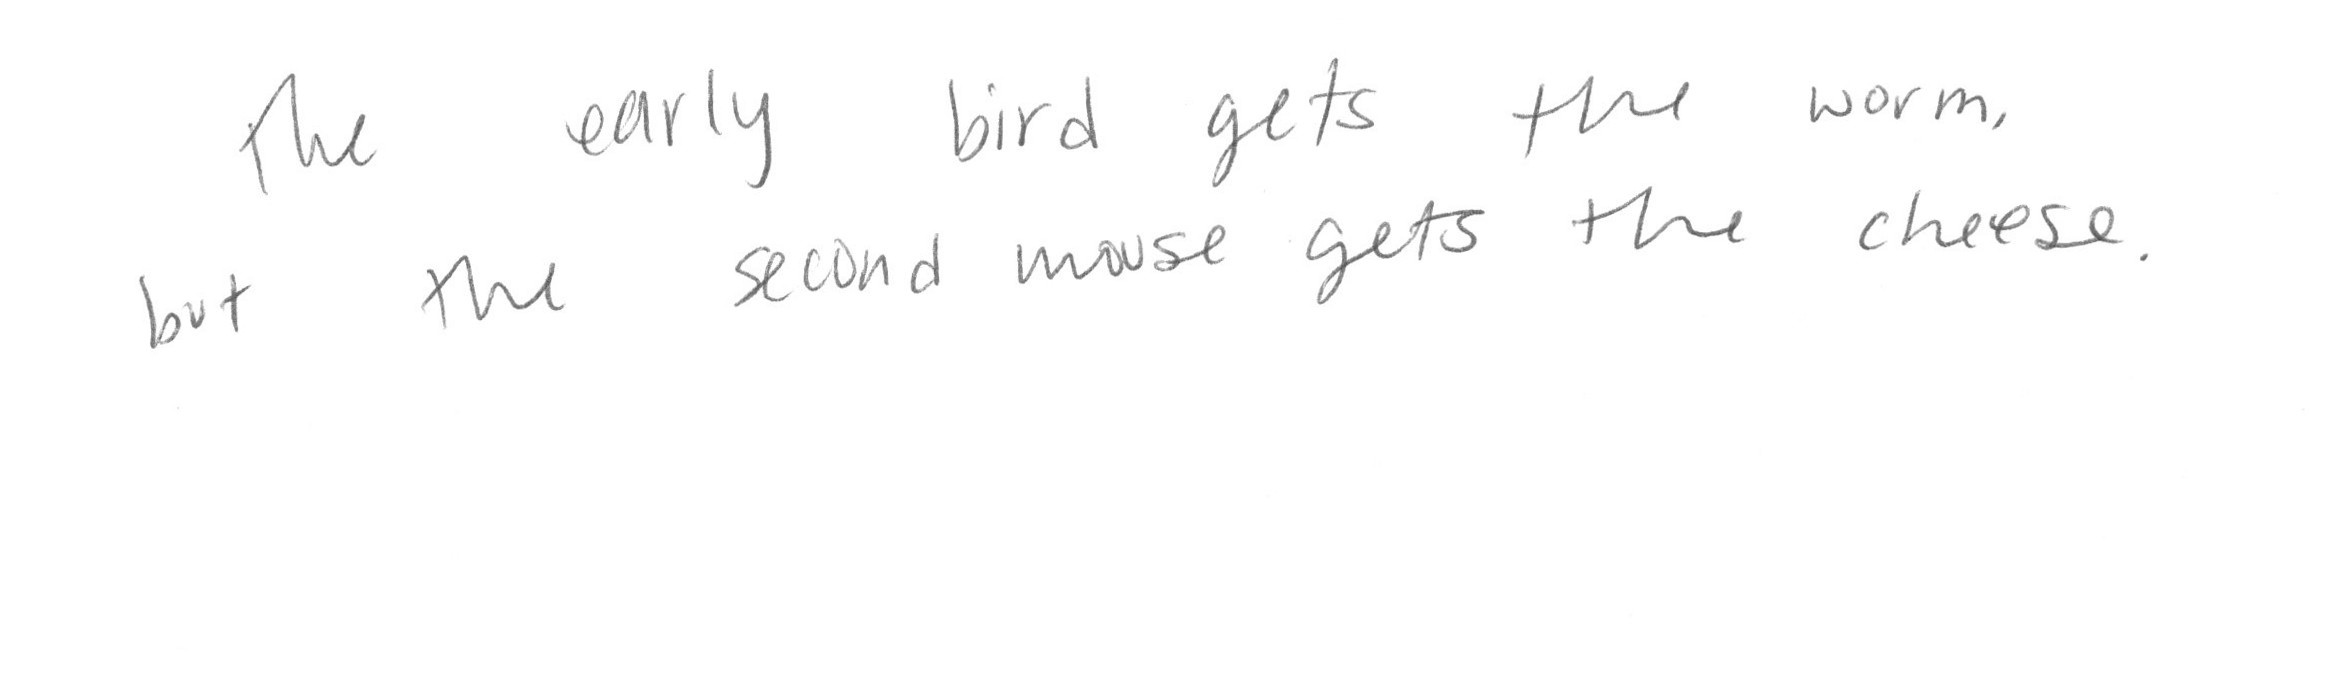 The early bird gets the worm,
but the second mouse gets the cheese.